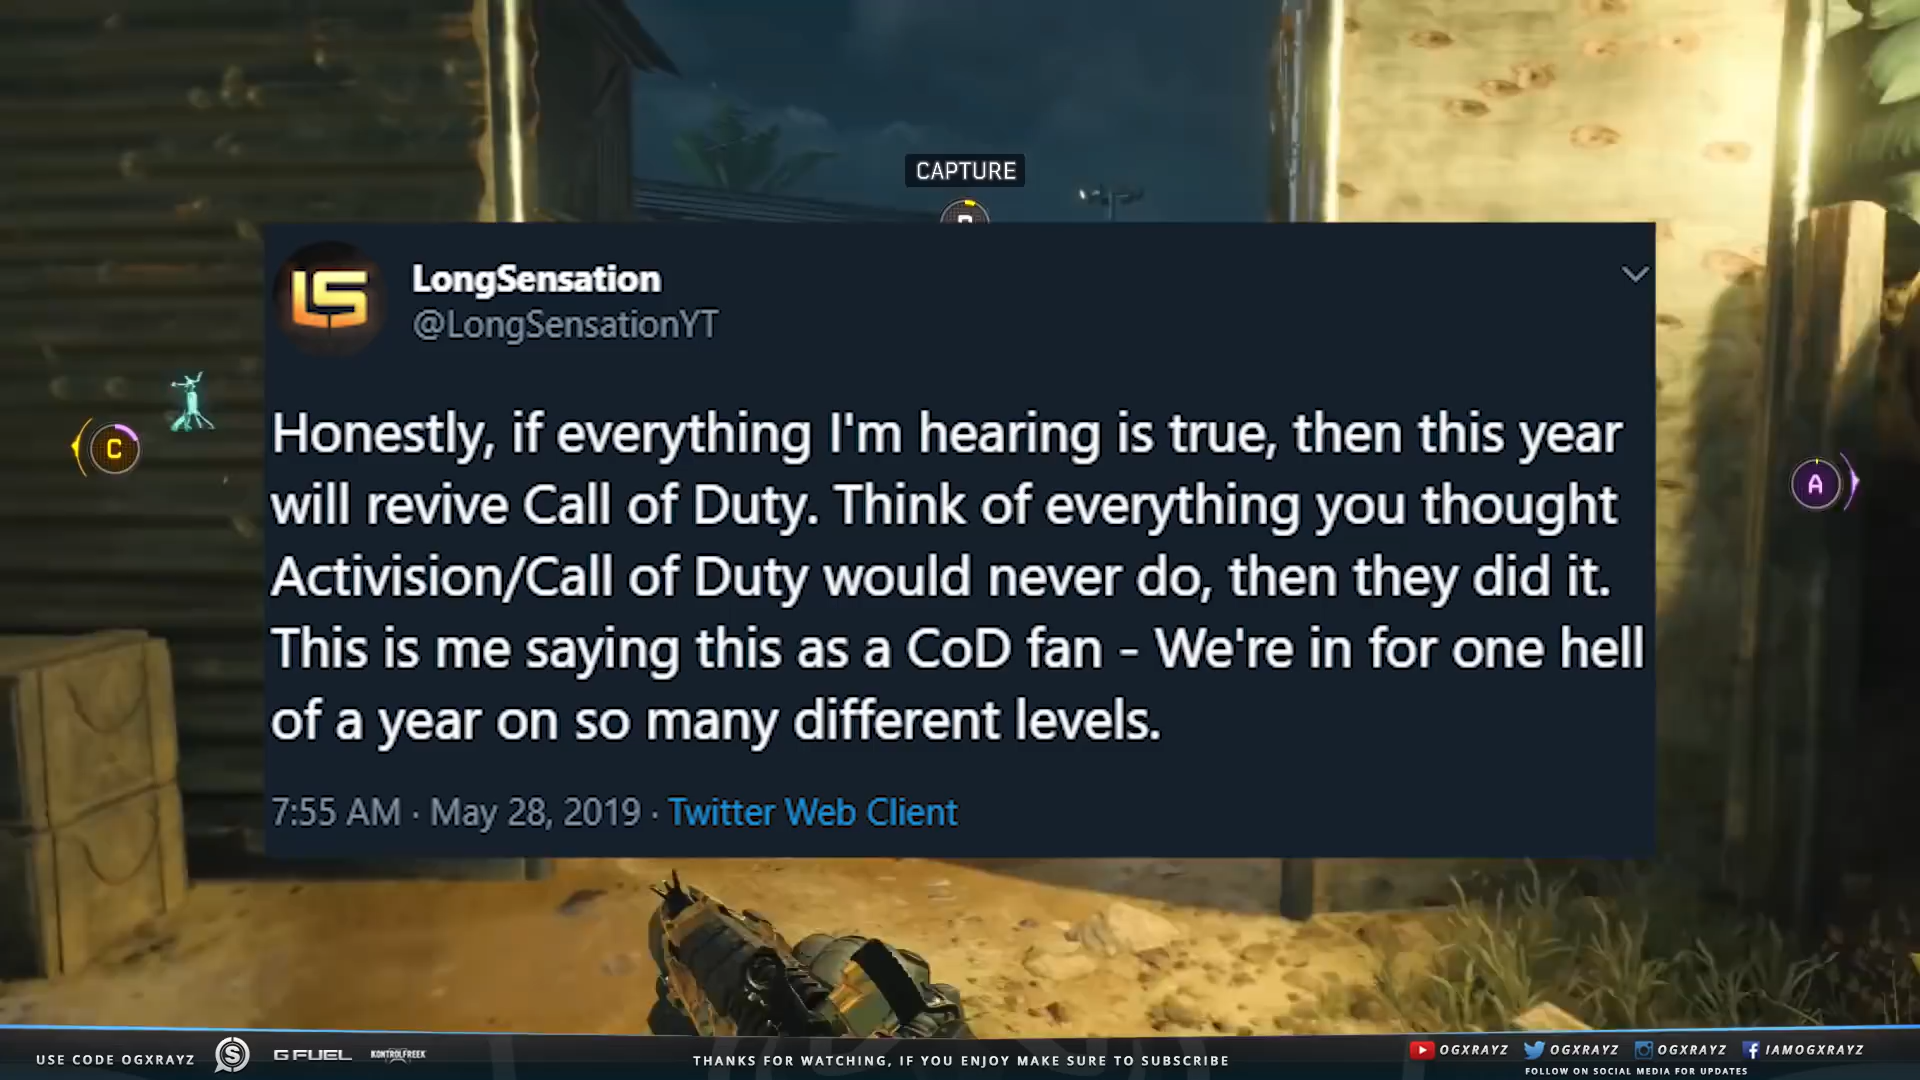 CAPTURE
LS
LongSensation
@LongSensationYT
C
A
Honestly, if everything I'm hearing is true, then this year
will revive Call of Duty. Think of everything you thought
Activision/Call of Duty would never do, then they did it.
This is me saying this as a CoD fan - We're in for one hell
of a year on so many different levels.
7:55 AM · May 28, 2019 · Twitter Web Client
USE CODE OGXRAYZ
S
G FUEL
KONTROLFREEK
THANKS FOR WATCHING, IF YOU ENJOY MAKE SURE TO SUBSCRIBE
OGXRAYZ
OGXRAYZ
OGXRAYZ
IAMOGXRAYZ
FOLLOW ON SOCIAL MEDIA FOR UPDATES